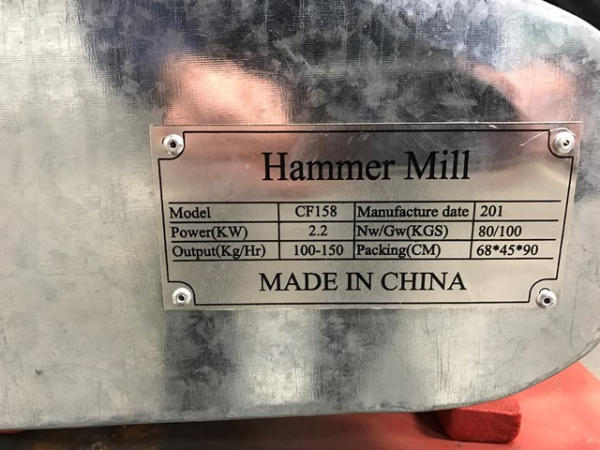 Hammer Mill
Model CF158 Manufacture date 201
Power(KW) 2.2 Nw/Gw(KGS) 80/100
Output(Kg/Hr) 100-150 Packing(CM) 68*45*90
MADE IN CHINA